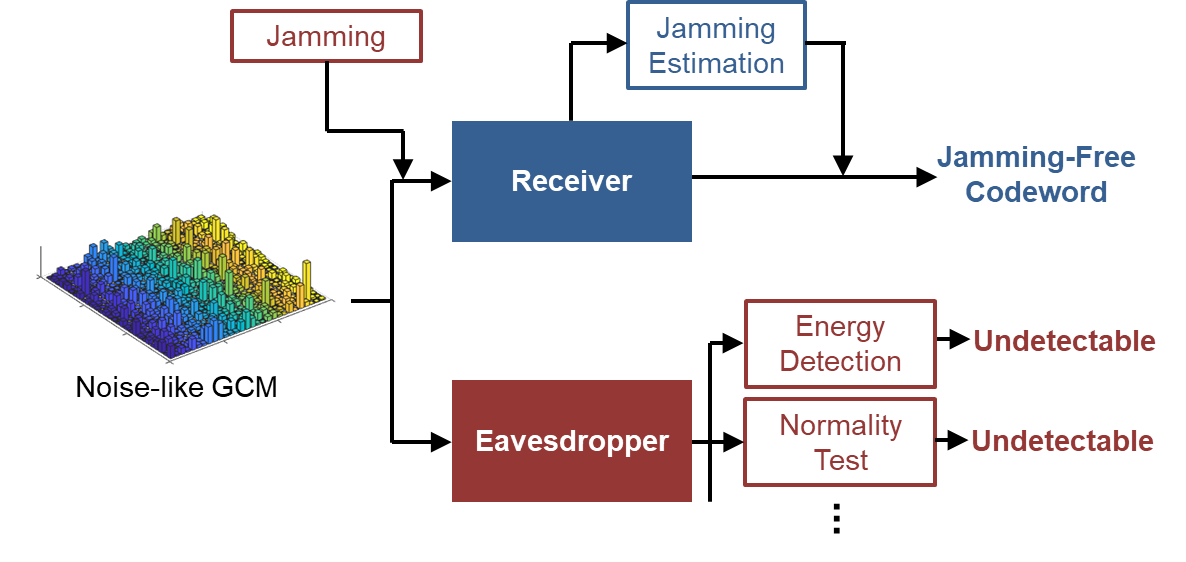 Jamming
Jamming
Estimation
Receiver
Jamming-Free
Codeword
Noise-like GCM
Eavesdropper
Energy
Detection
Undetectable
Normality
Test
Undetectable